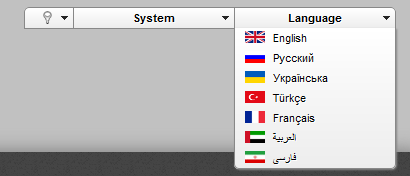 System
Language
English
Русский
Українська
Türkçe
Français
العربية
فارسی